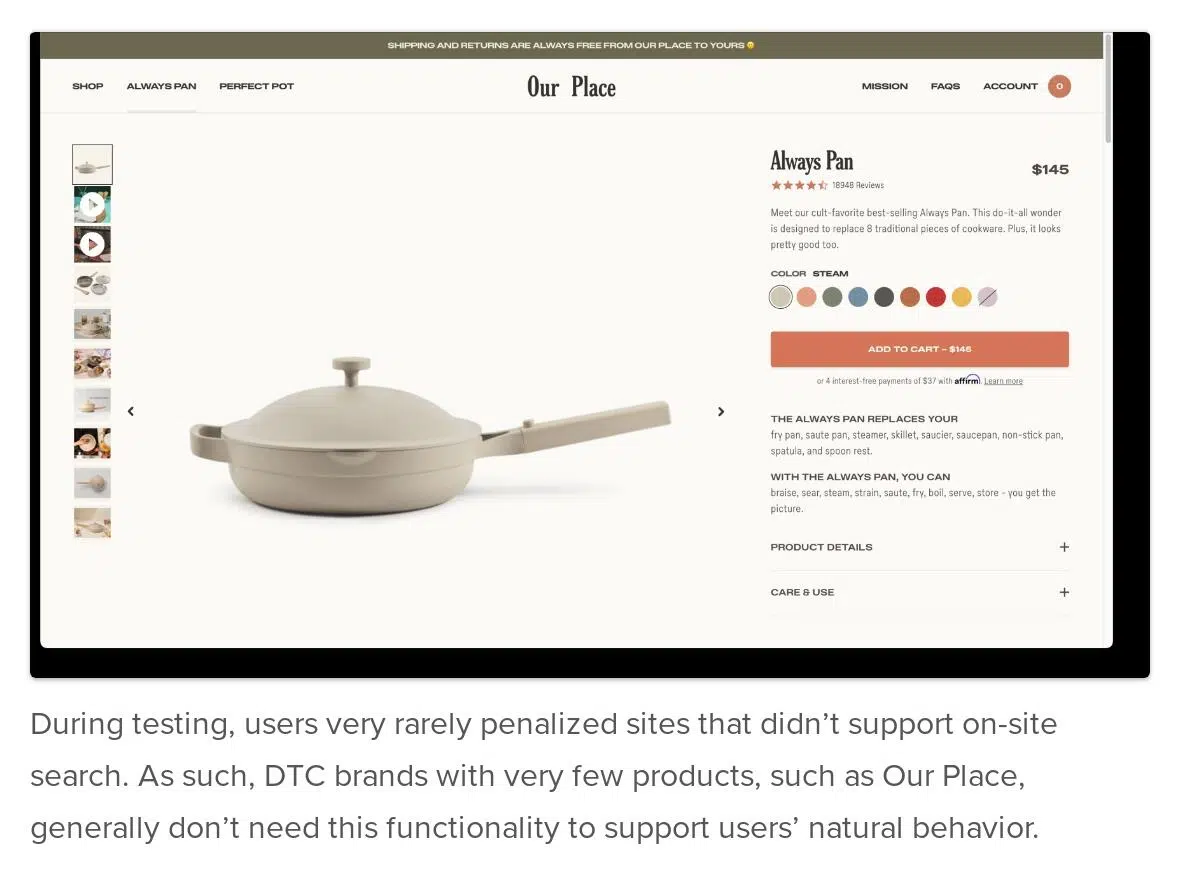 SHIPPING AND RETURNS ARE ALWAYS FREE FROM OUR PLACE TO YOURS
SHOP ALWAYS PAN PERFECT POT Our Place MISSION FAQS ACCOUNT 0
Always Pan
$145
18948 Reviews
Meet our cult-favorite best-selling Always Pan. This do-it-all wonder
is designed to replace 8 traditional pieces of cookware. Plus, it looks
pretty good too.
COLOR STEAM
ADD TO CART – $145
or 4 interest-free payments of $37 with affirm. Learn more
THE ALWAYS PAN REPLACES YOUR
fry pan, saute pan, steamer, skillet, saucier, saucepan, non-stick pan,
spatula, and spoon rest.
WITH THE ALWAYS PAN, YOU CAN
braise, sear, steam, strain, saute, fry, boil, serve, store - you get the
picture.
PRODUCT DETAILS +
CARE & USE +
During testing, users very rarely penalized sites that didn’t support on-site
search. As such, DTC brands with very few products, such as Our Place,
generally don’t need this functionality to support users’ natural behavior.